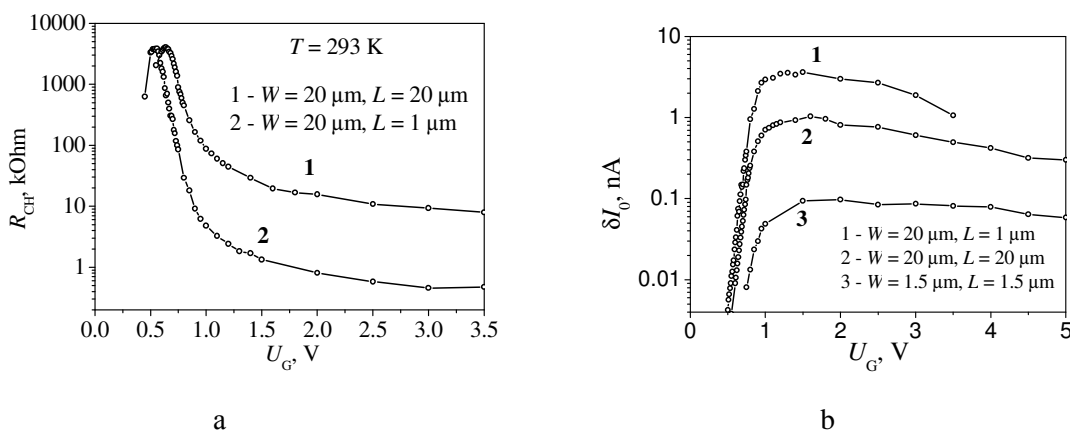 10000
1000
100
10
1
R_CH, kOhm
T = 293 K
1 - W = 20 μm, L = 20 μm
2 - W = 20 μm, L = 1 μm
1
2
0.0 0.5 1.0 1.5 2.0 2.5 3.0 3.5
U_G, V
a
10
1
0.1
0.01
δI_0, nA
1
2
3
1 - W = 20 μm, L = 1 μm
2 - W = 20 μm, L = 20 μm
3 - W = 1.5 μm, L = 1.5 μm
0 1 2 3 4 5
U_G, V
b